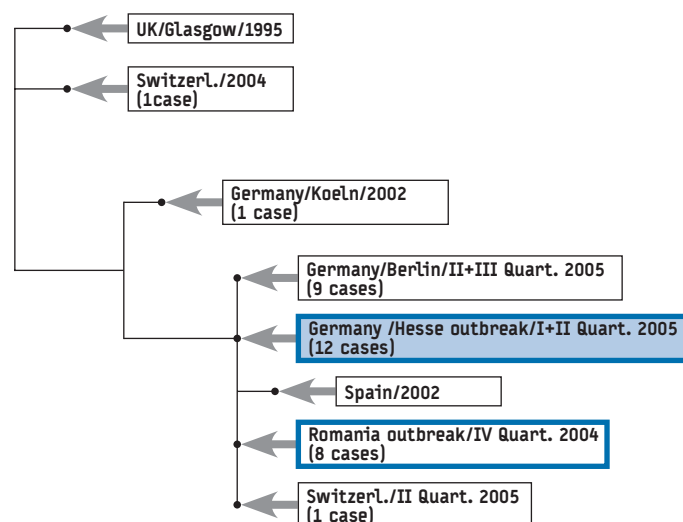 UK/Glasgow/1995
Switzerl./2004
(1case)
Germany/Koeln/2002
(1 case)
Germany/Berlin/II+III Quart. 2005
(9 cases)
Germany /Hesse outbreak/I+II Quart. 2005
(12 cases)
Spain/2002
Romania outbreak/IV Quart. 2004
(8 cases)
Switzerl./II Quart. 2005
(1 case)